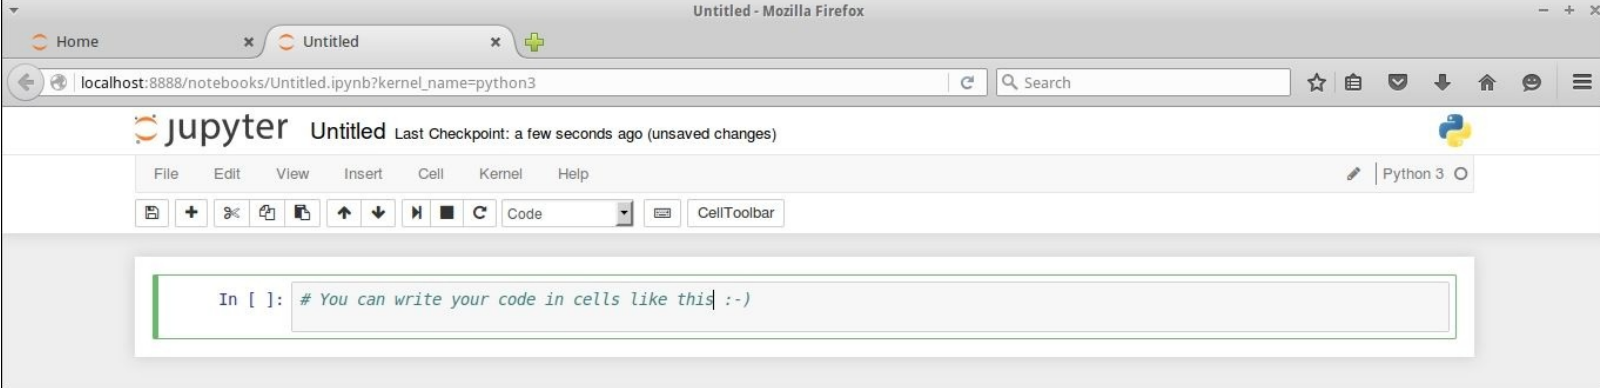 Untitled - Mozilla Firefox
Home Untitled
localhost:8888/notebooks/Untitled.ipynb?kernel_name=python3 Search
jupyter Untitled Last Checkpoint: a few seconds ago (unsaved changes)
File Edit View Insert Cell Kernel Help Python 3
Code CellToolbar
In [ ]: # You can write your code in cells like this :-)